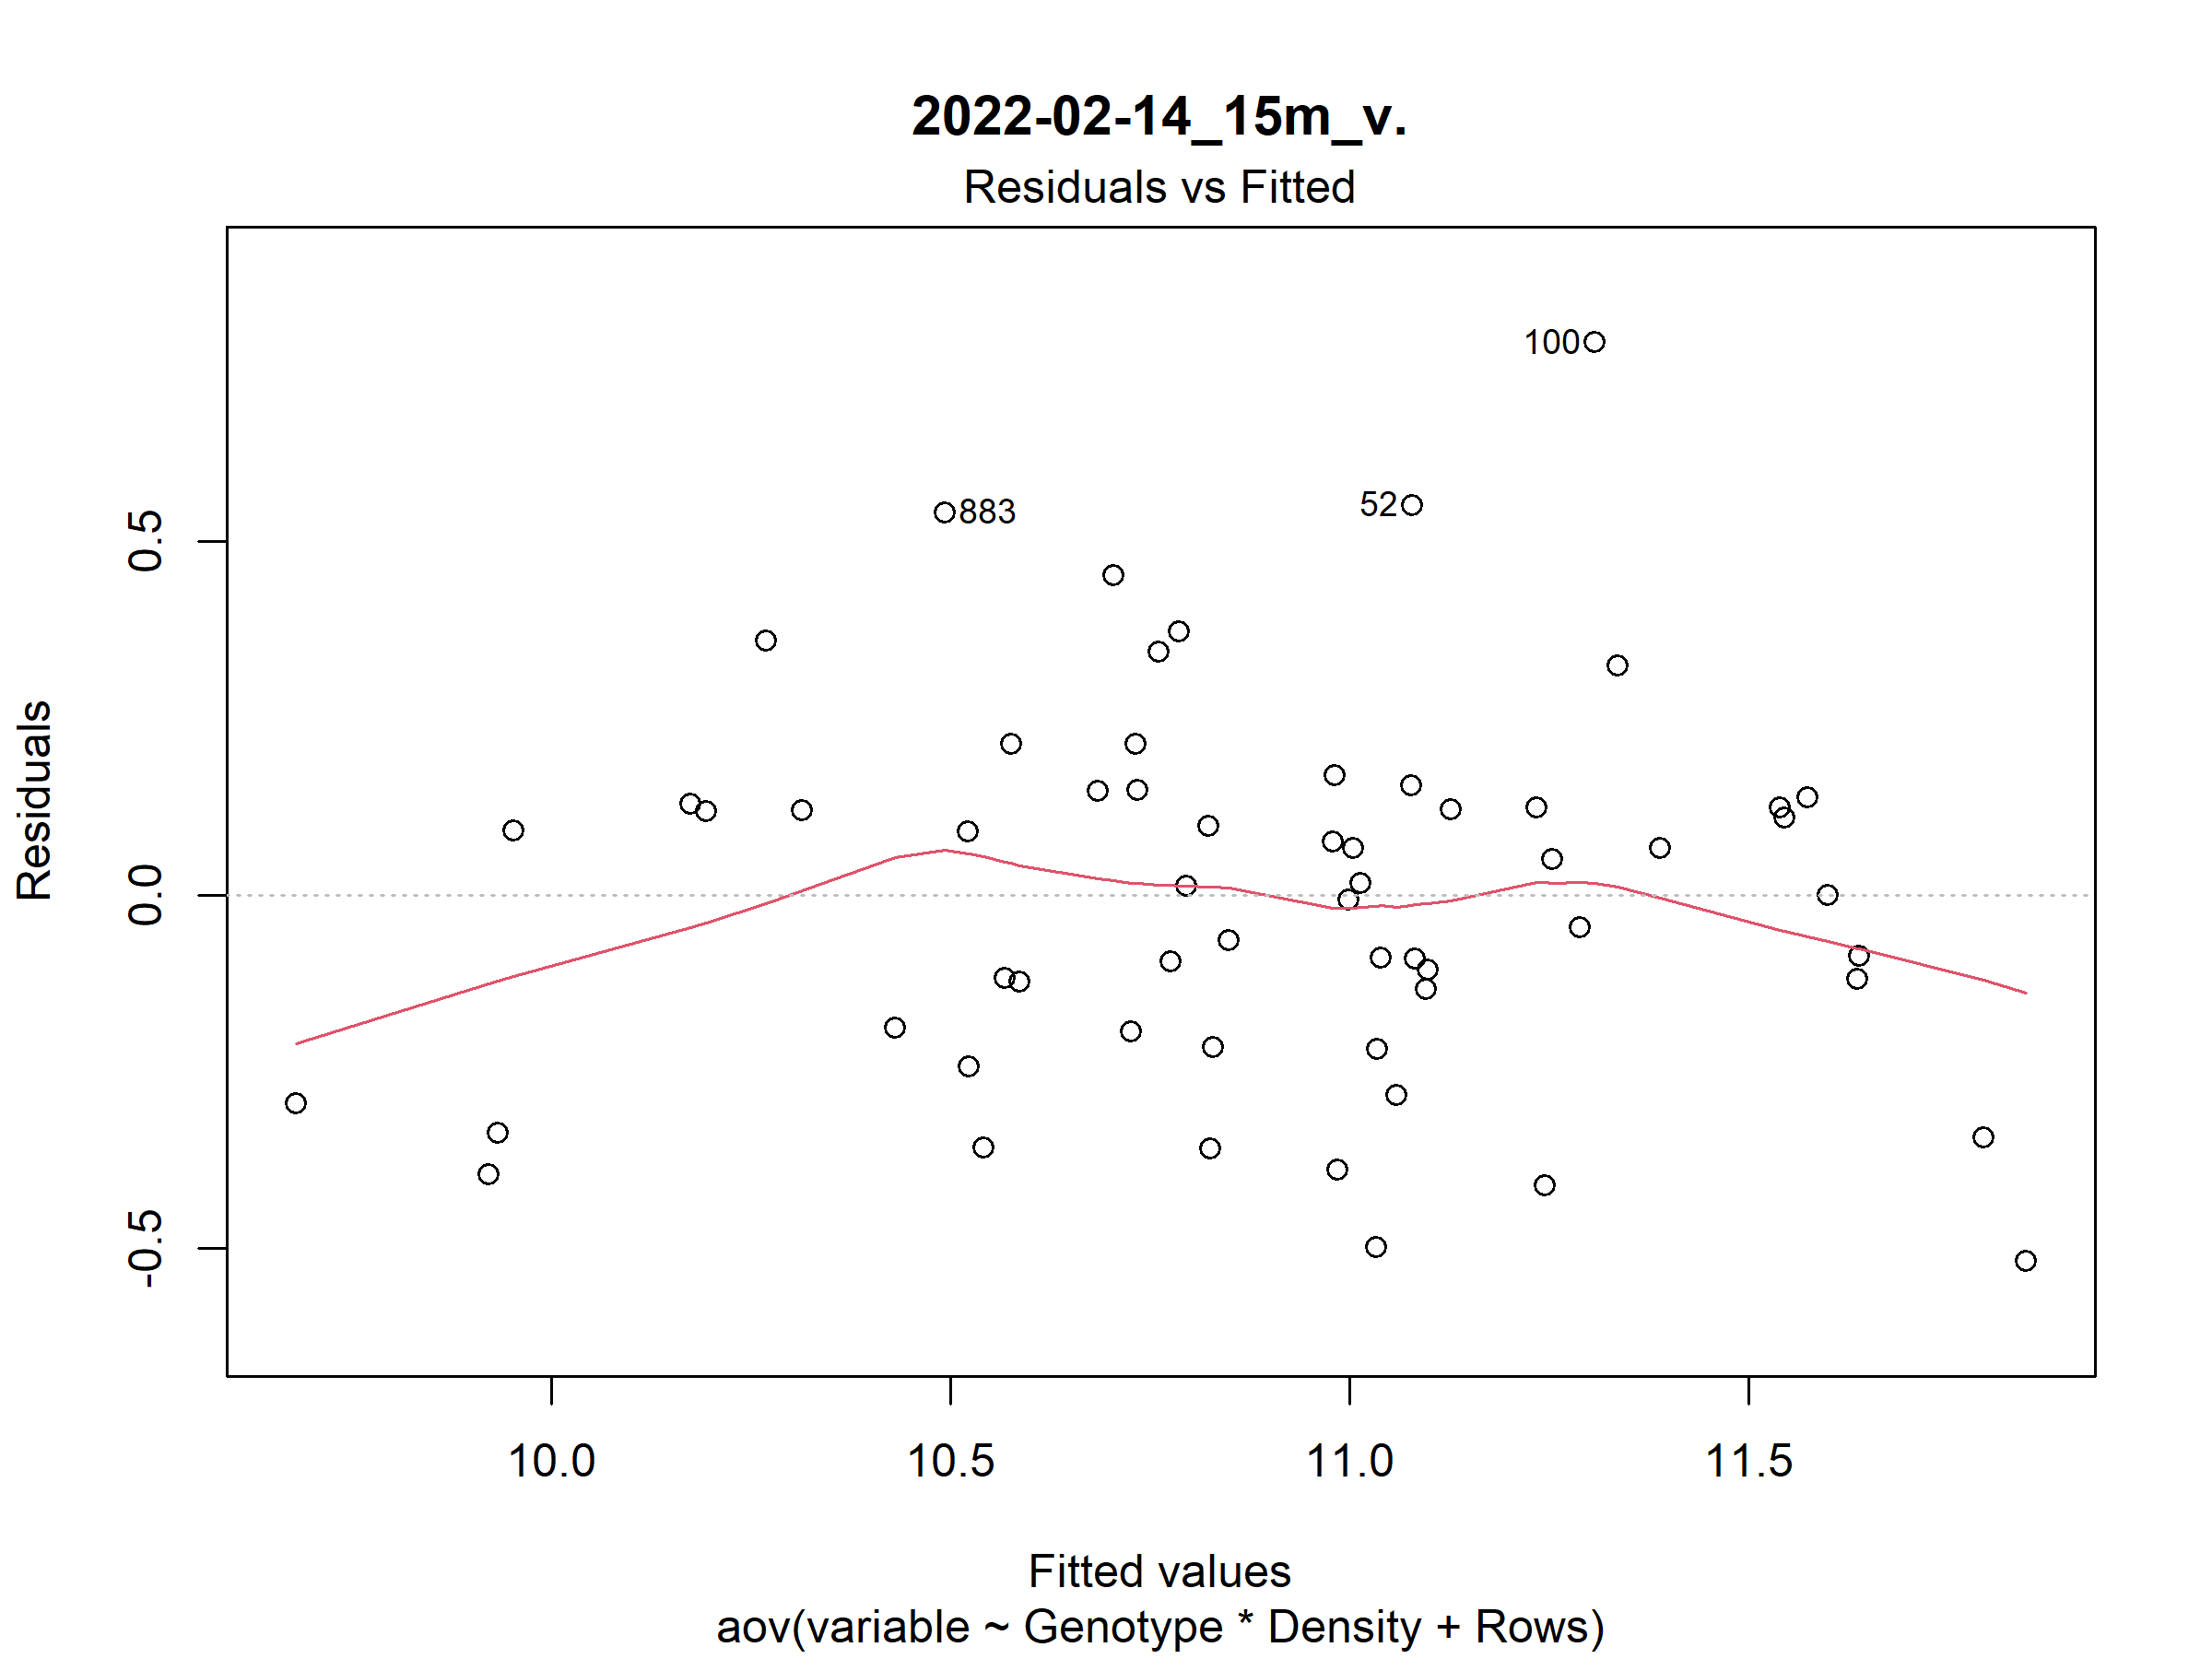 2022-02-14_15m_v.
Residuals vs Fitted
100
883
52
Residuals
0.5
0.0
-0.5
10.0
10.5
11.0
11.5
Fitted values
aov(variable ~ Genotype * Density + Rows)